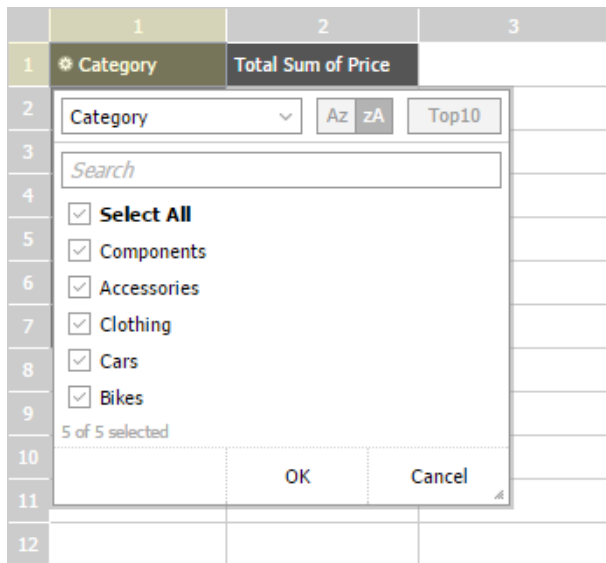 1 2 3
1 Category Total Sum of Price
2 Category Az zA Top10
3 Search
4 Select All
5 Components
6 Accessories
7 Clothing
8 Cars
9 Bikes
5 of 5 selected
10 OK Cancel
11
12